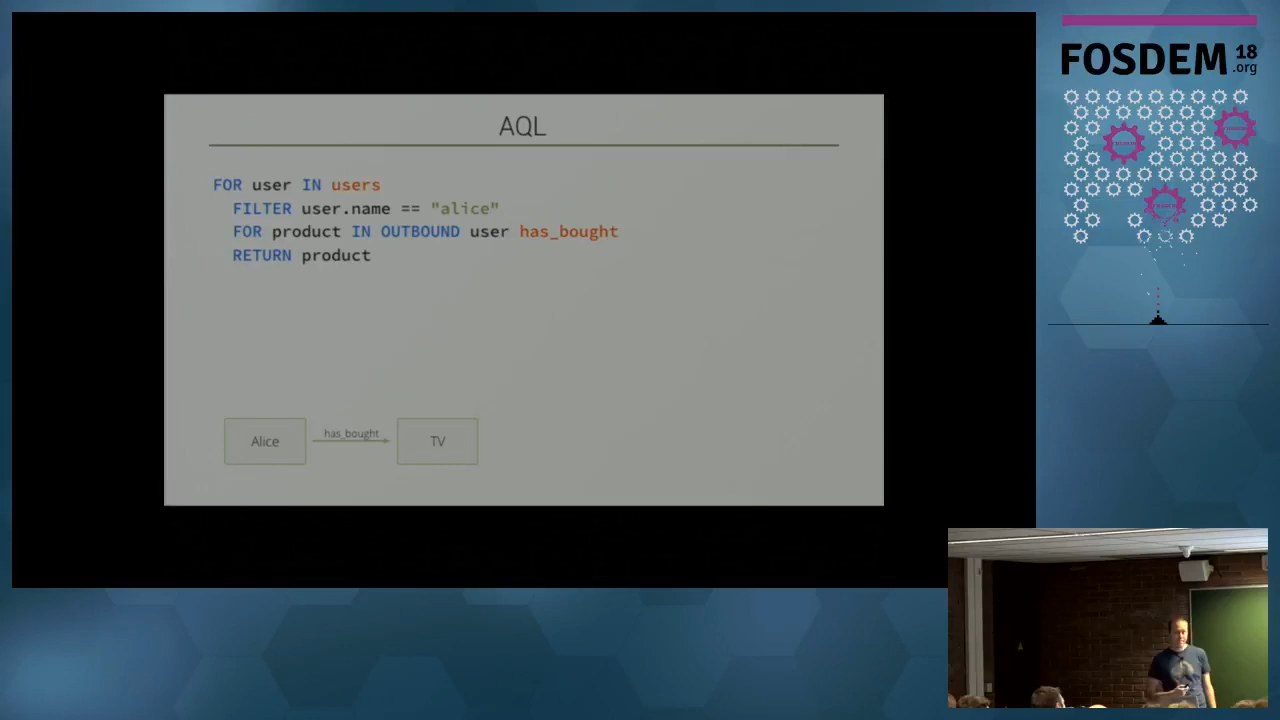 AQL
FOR user IN users
FILTER user.name == "alice"
FOR product IN OUTBOUND user has_bought
RETURN product
Alice
has_bought
TV
FOSDEM 18
.org